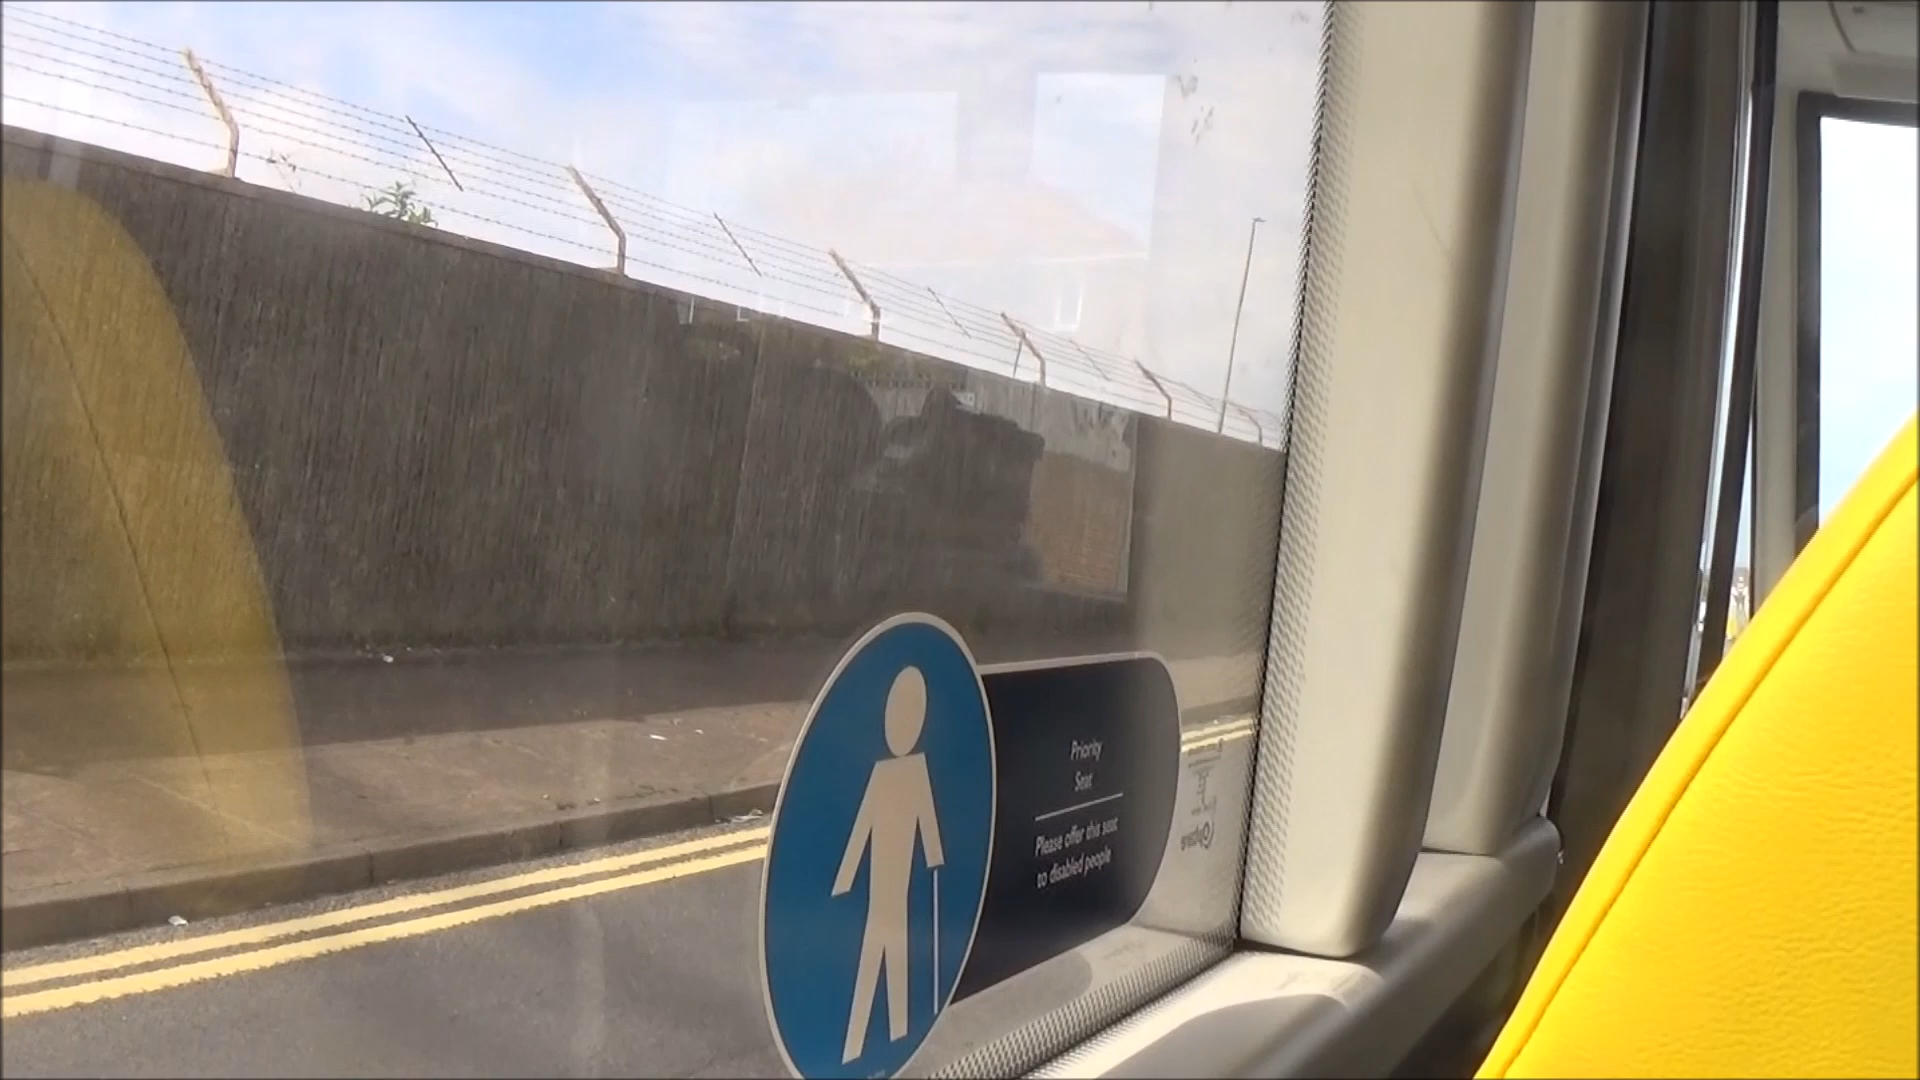 Priority
Seat
Please offer this seat
to disabled people